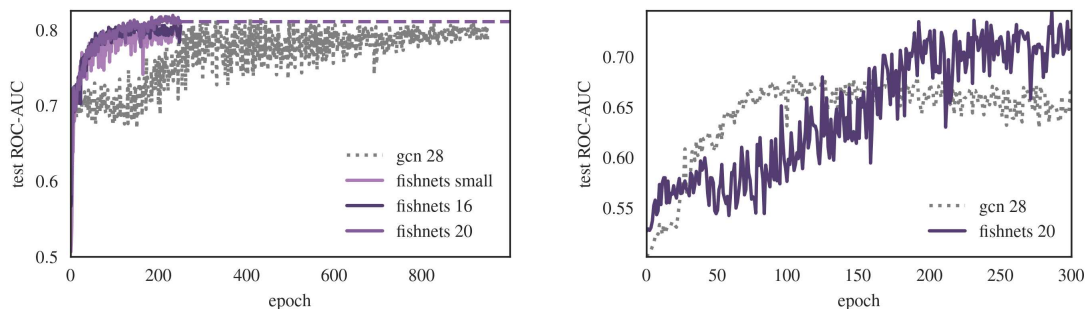 0.8
0.7
0.6
0.5
test ROC-AUC
gcn 28
fishnets small
fishnets 16
fishnets 20
0
200
400
600
800
epoch
0.70
0.65
0.60
0.55
test ROC-AUC
gcn 28
fishnets 20
0
50
100
150
200
250
300
epoch